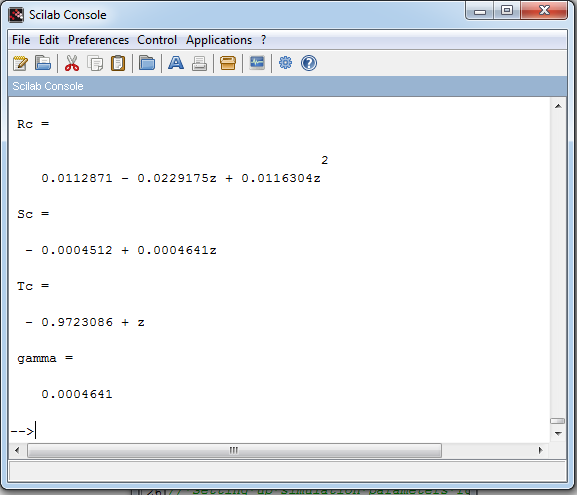 Scilab Console
File Edit Preferences Control Applications ?
Scilab Console
Rc =
2
0.0112871 - 0.0229175z + 0.0116304z
Sc =
- 0.0004512 + 0.0004641z
Tc =
- 0.9723086 + z
gamma =
0.0004641
-->